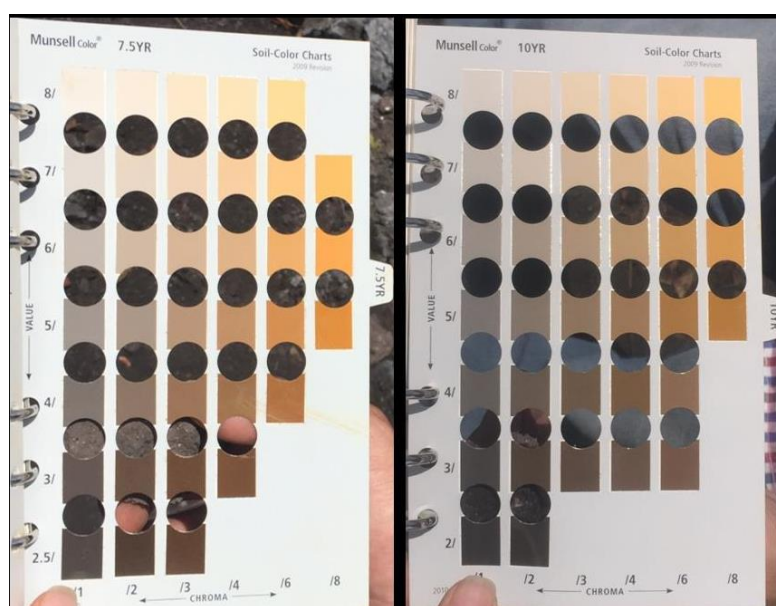 Munsell Color® 7.5YR
Soil-Color Charts
2009 Revision
8/
7/
6/
VALUE
5/
4/
3/
2.5/
/1 /2 /3 /4 /6 /8
CHROMA
7.5YR
Munsell Color® 10YR
Soil-Color Charts
2009 Revision
8/
7/
6/
VALUE
5/
4/
3/
2/
/1 /2 /3 /4 /6 /8
CHROMA